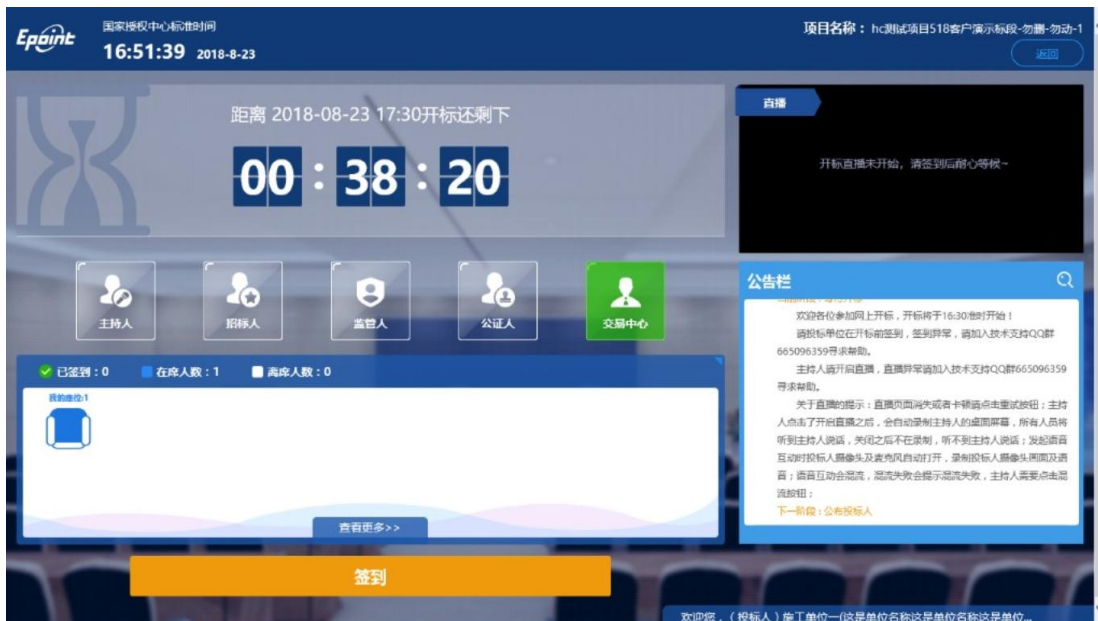 Epoint
国家授权中心标准时间
16:51:39 2018-8-23
项目名称：hc测试项目518客户演示标段-勿删-勿动-1
返回
距离 2018-08-23 17:30开标还剩下
00 : 38 : 20
直播
开标直播未开始，请签到后耐心等候~
主持人
招标人
监管人
公证人
交易中心
公告栏
欢迎各位参加网上开标，开标将于16:30准时开始！
请投标单位在开标前签到，签到异常，请加入技术支持QQ群
665096359寻求帮助。
主持人请开启直播，直播异常请加入技术支持QQ群665096359
寻求帮助。
关于直播的提示：直播页面消失或者卡顿请点击重试按钮；主持
人点击了开启直播之后，会自动录制主持人的桌面屏幕，所有人员将
听到主持人说话，关闭之后不在录制，听不到主持人说话；发起语音
互动时投标人摄像头及麦克风自动打开，录制投标人摄像头画面及语
音；语音互动会混流，混流失败会提示混流失败，主持人需要点击混
流按钮；
下一阶段：公布投标人
已签到：0 在席人数：1 离席人数：0
我的座位:1
查看更多>>
签到
欢迎您，（投标人）施工单位一(这是单位名称这是单位名称这是单位...